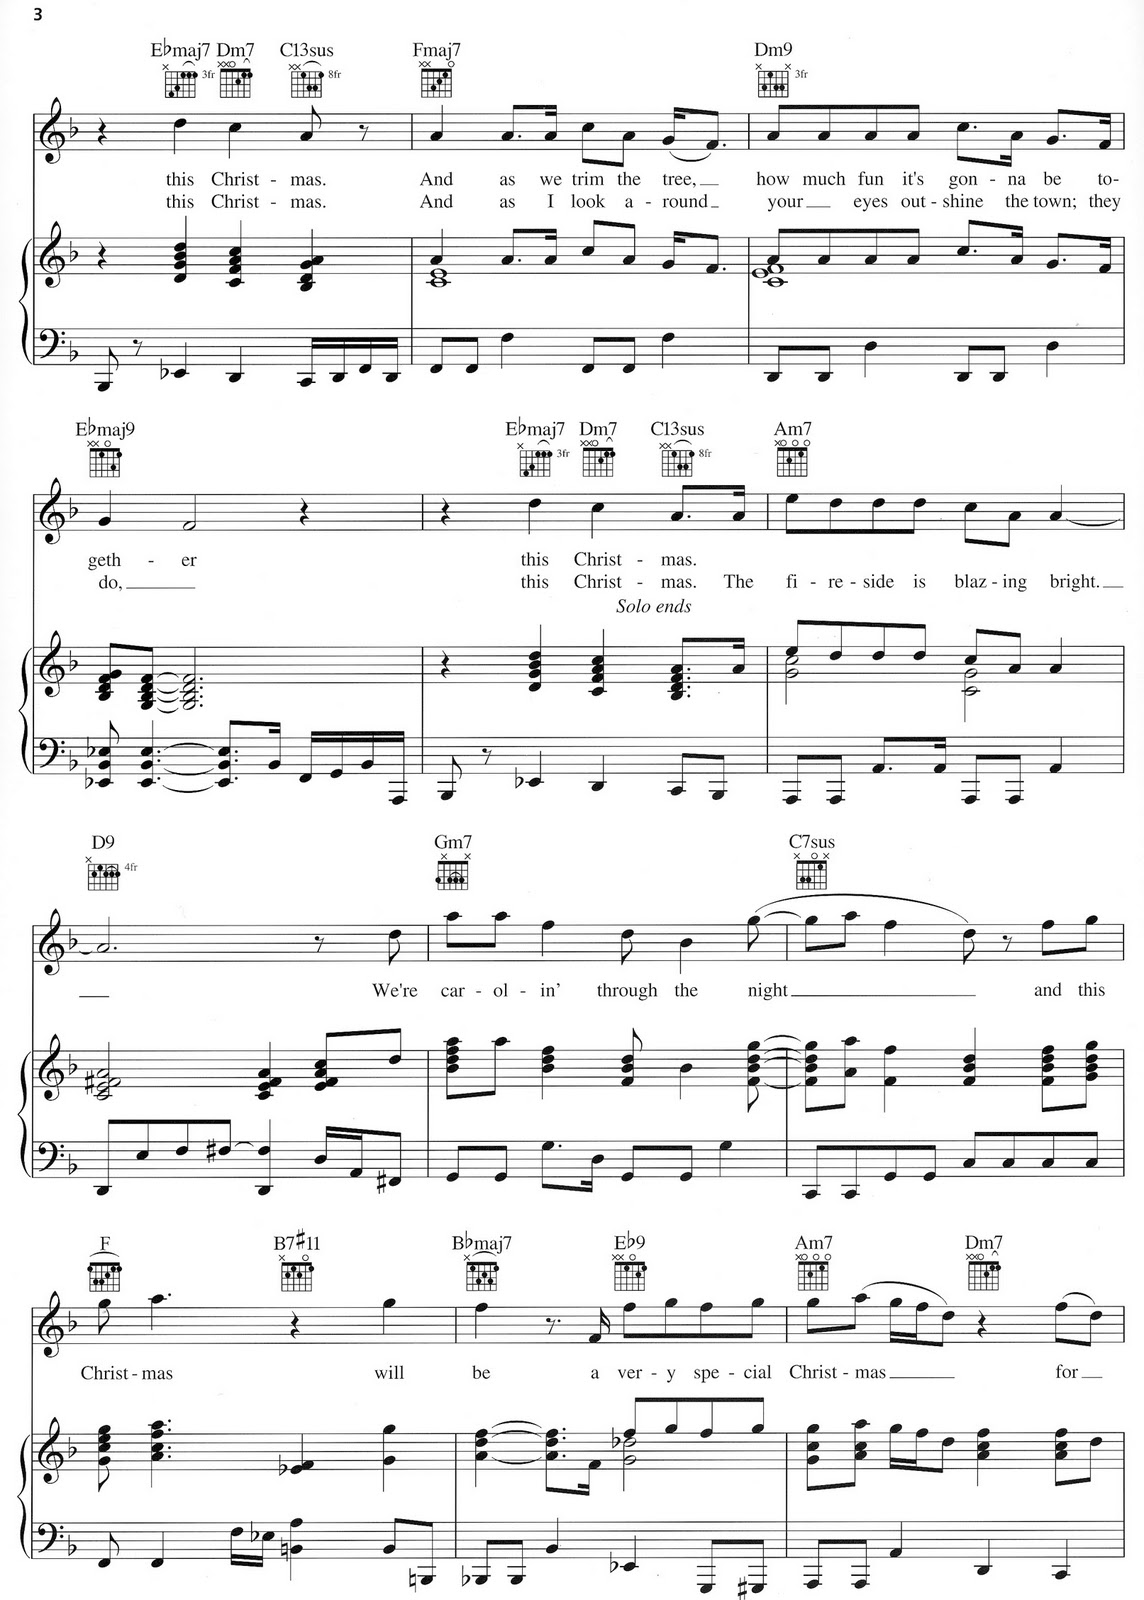 3
E♭maj7 Dm7 C13sus Fmaj7 Dm9
3fr 8fr 3fr
this Christ - mas. And as we trim the tree, how much fun it's gon - na be to-
this Christ - mas. And as I look a - round your eyes out - shine the town; they
E♭maj9 E♭maj7 Dm7 C13sus Am7
3fr 8fr
geth - er this Christ - mas.
do, this Christ - mas. The fi - re - side is blaz - ing bright.
Solo ends
D9 Gm7 C7sus
4fr
We're car - ol - in' through the night and this
F B7♯11 B♭maj7 E♭9 Am7 Dm7
Christ - mas will be a ver - y spe - cial Christ - mas for